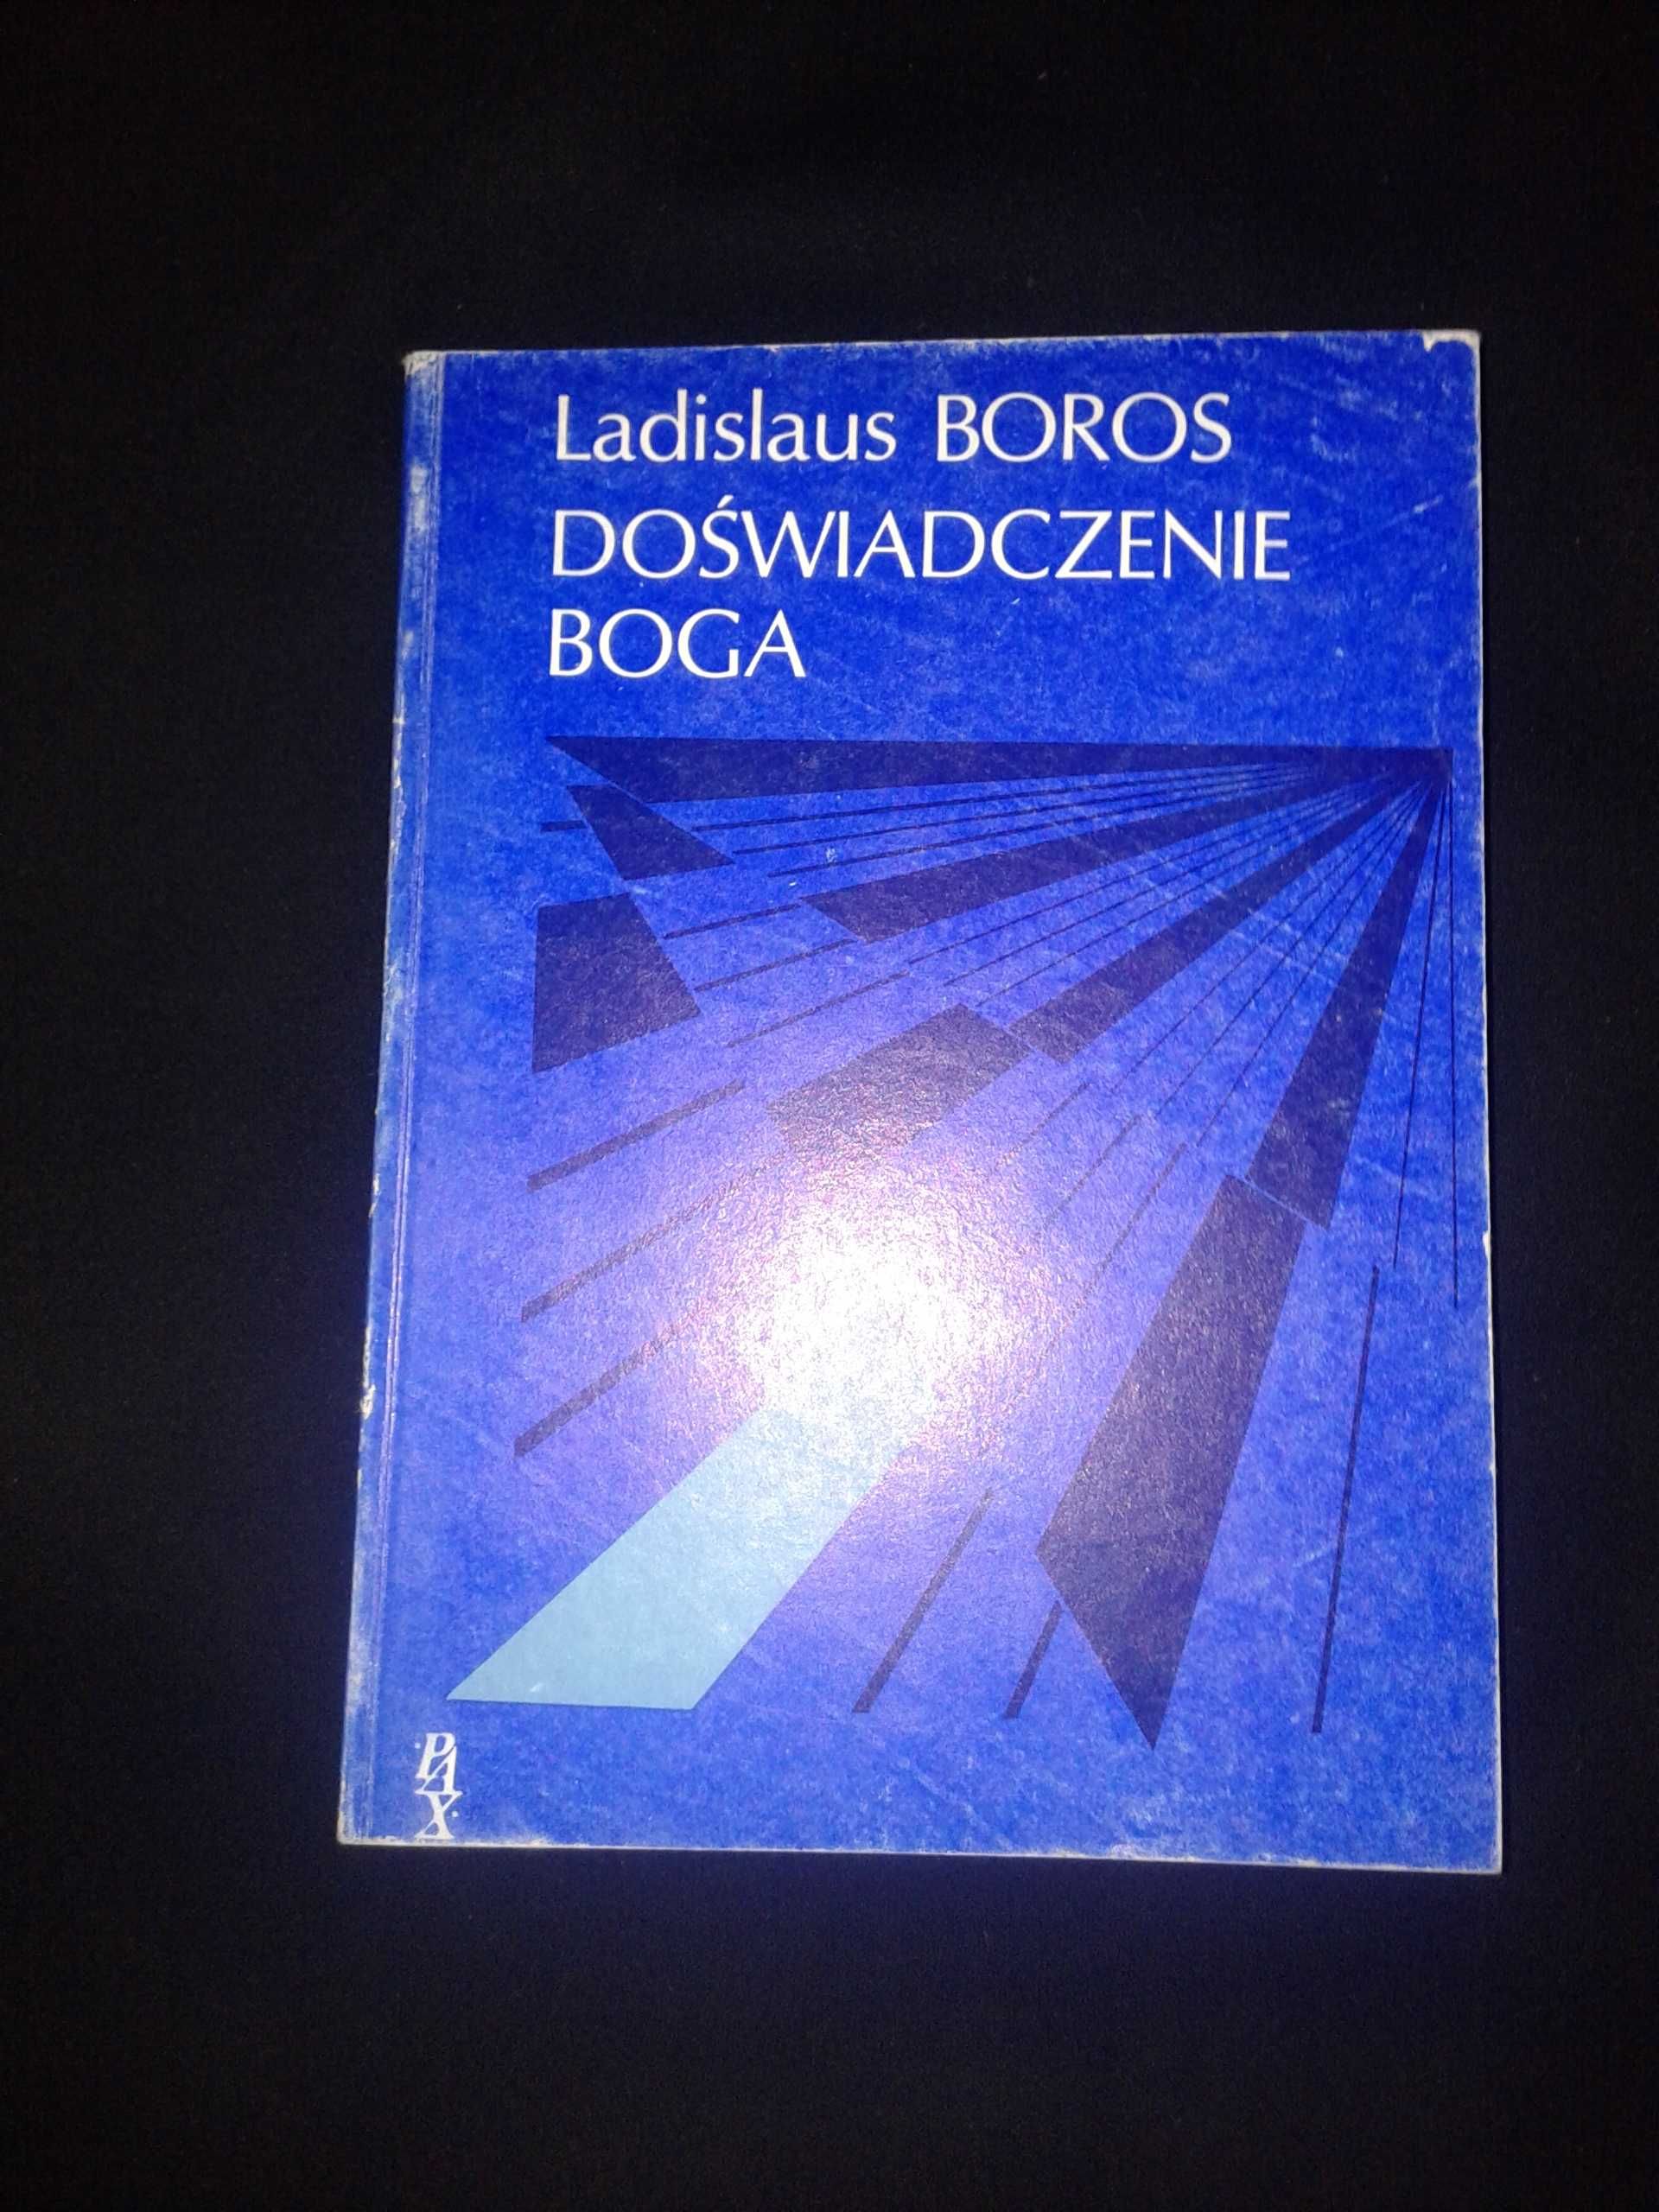 Ladislaus BOROS
DOŚWIADCZENIE
BOGA
PAX